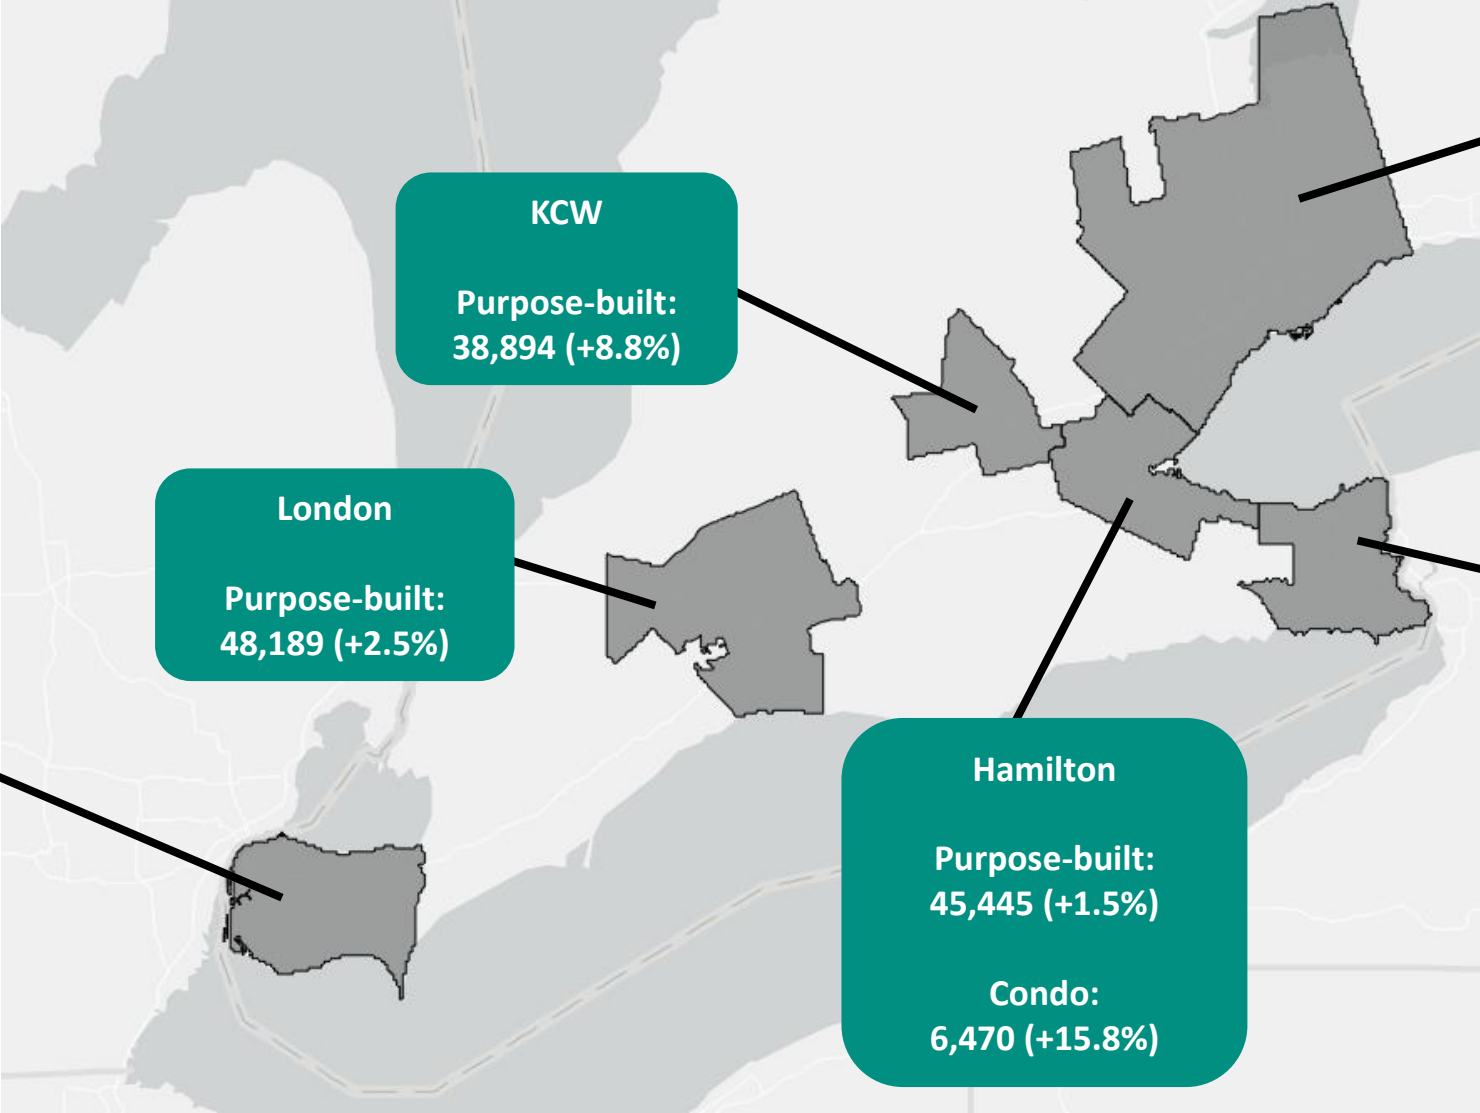 KCW
Purpose-built:
38,894 (+8.8%)
London
Purpose-built:
48,189 (+2.5%)
Hamilton
Purpose-built:
45,445 (+1.5%)
Condo:
6,470 (+15.8%)